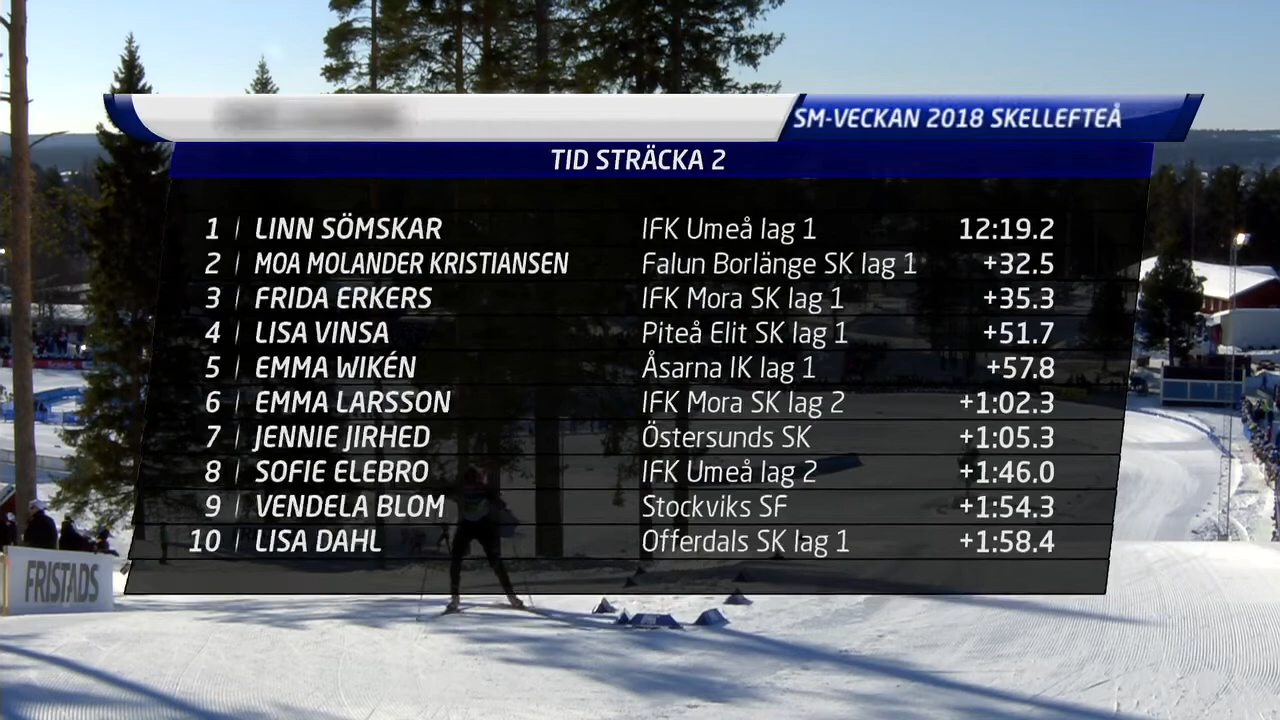 SM-VECKAN 2018 SKELLEFTEÅ
TID STRÄCKA 2
1 LINN SÖMSKAR IFK Umeå lag 1 12:19.2
2 MOA MOLANDER KRISTIANSEN Falun Borlänge SK lag 1 +32.5
3 FRIDA ERKERS IFK Mora SK lag 1 +35.3
4 LISA VINSA Piteå Elit SK lag 1 +51.7
5 EMMA WIKÉN Åsarna IK lag 1 +57.8
6 EMMA LARSSON IFK Mora SK lag 2 +1:02.3
7 JENNIE JIRHED Östersunds SK +1:05.3
8 SOFIE ELEBRO IFK Umeå lag 2 +1:46.0
9 VENDELA BLOM Stockviks SF +1:54.3
10 LISA DAHL Offerdals SK lag 1 +1:58.4
FRISTADS